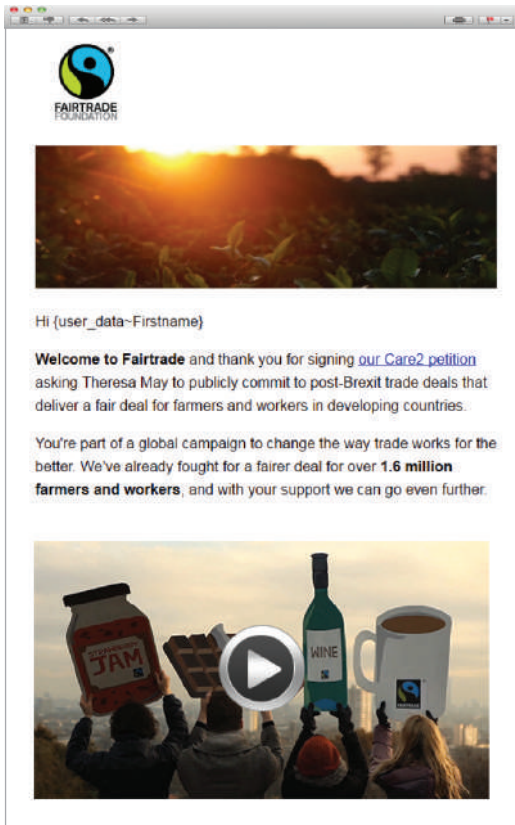 FAIRTRADE
FOUNDATION
Hi {user_data~Firstname}
Welcome to Fairtrade and thank you for signing our Care2 petition
asking Theresa May to publicly commit to post-Brexit trade deals that
deliver a fair deal for farmers and workers in developing countries.
You're part of a global campaign to change the way trade works for the
better. We've already fought for a fairer deal for over 1.6 million
farmers and workers, and with your support we can go even further.
STRAWBERRY
JAM
WINE
FAIRTRADE